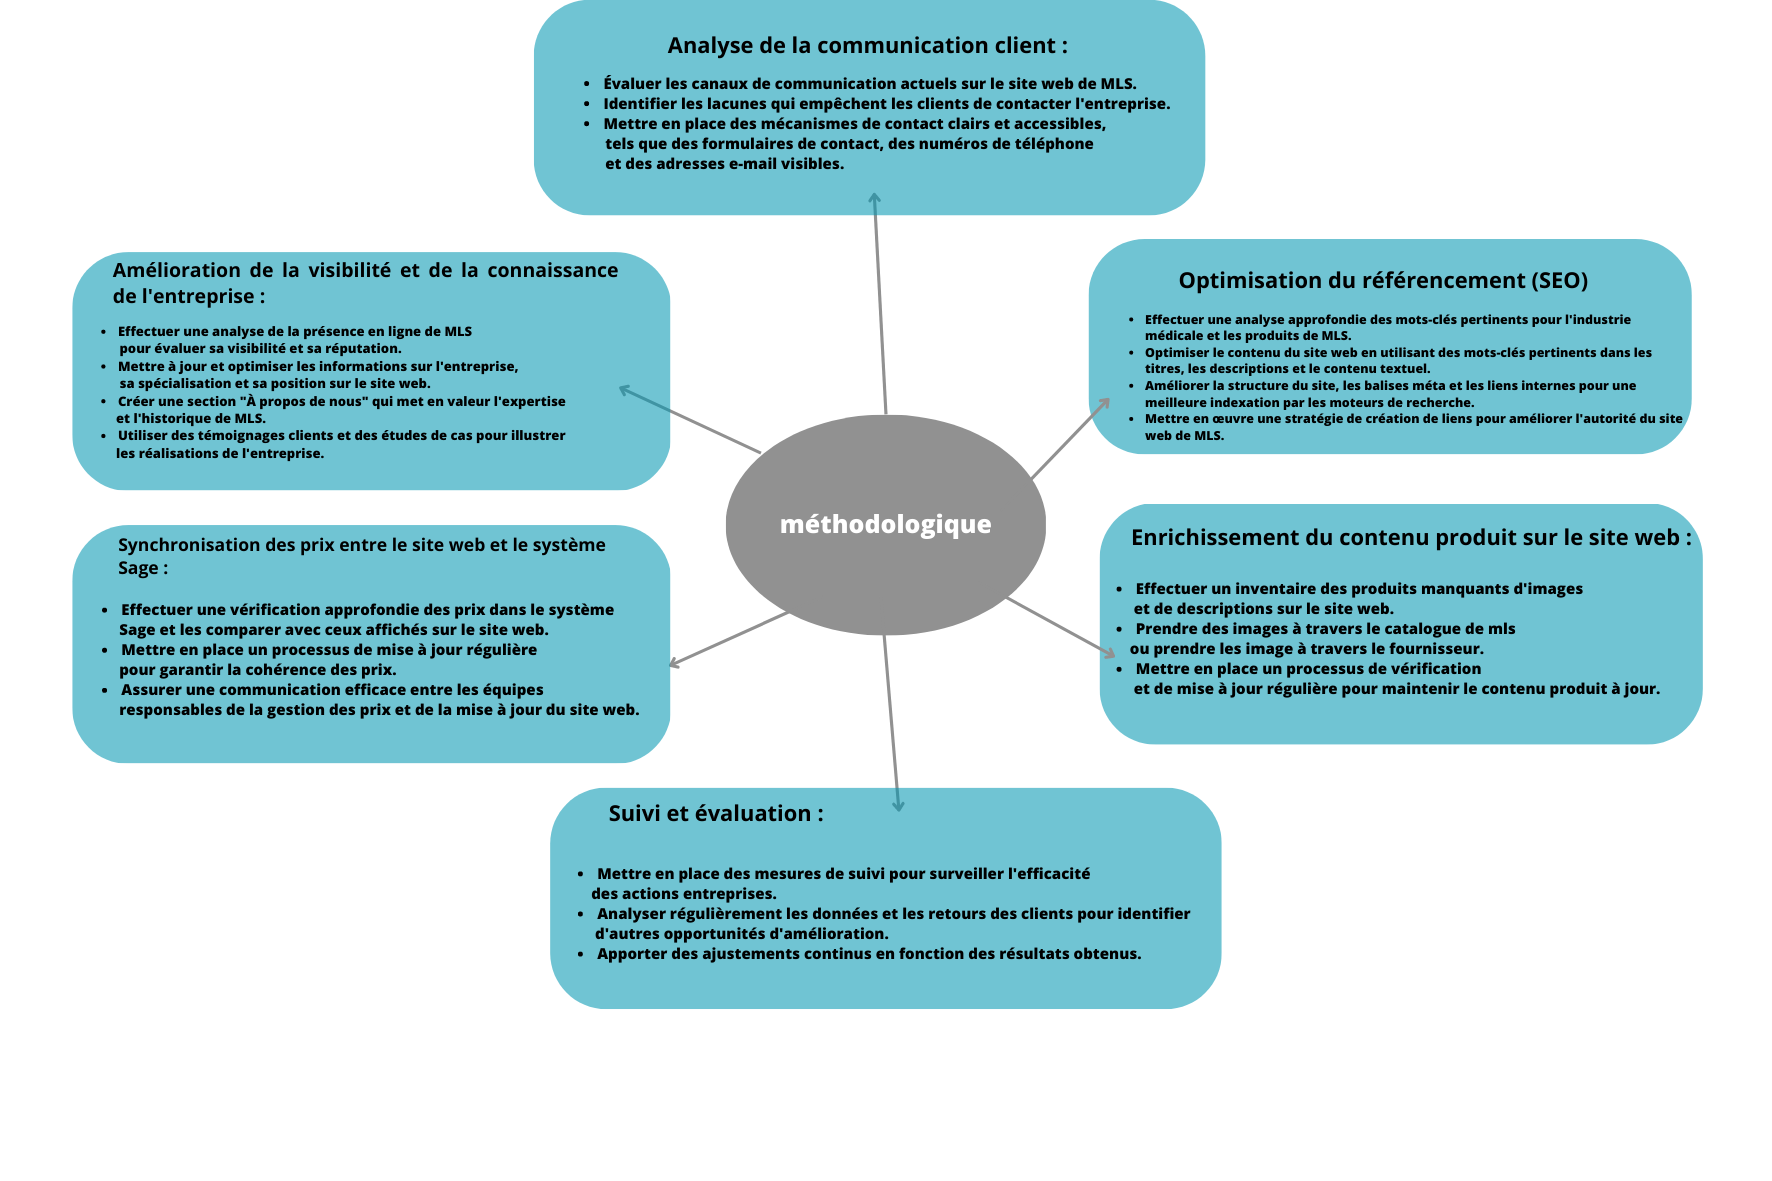 Analyse de la communication client :
• Évaluer les canaux de communication actuels sur le site web de MLS.
• Identifier les lacunes qui empêchent les clients de contacter l'entreprise.
• Mettre en place des mécanismes de contact clairs et accessibles,
tels que des formulaires de contact, des numéros de téléphone
et des adresses e-mail visibles.
Amélioration de la visibilité et de la connaissance
de l'entreprise :
• Effectuer une analyse de la présence en ligne de MLS
pour évaluer sa visibilité et sa réputation.
• Mettre à jour et optimiser les informations sur l'entreprise,
sa spécialisation et sa position sur le site web.
• Créer une section "À propos de nous" qui met en valeur l'expertise
et l'historique de MLS.
• Utiliser des témoignages clients et des études de cas pour illustrer
les réalisations de l'entreprise.
Optimisation du référencement (SEO)
• Effectuer une analyse approfondie des mots-clés pertinents pour l'industrie
médicale et les produits de MLS.
• Optimiser le contenu du site web en utilisant des mots-clés pertinents dans les
titres, les descriptions et le contenu textuel.
• Améliorer la structure du site, les balises méta et les liens internes pour une
meilleure indexation par les moteurs de recherche.
• Mettre en œuvre une stratégie de création de liens pour améliorer l'autorité du site
web de MLS.
méthodologique
Synchronisation des prix entre le site web et le système
Sage :
• Effectuer une vérification approfondie des prix dans le système
Sage et les comparer avec ceux affichés sur le site web.
• Mettre en place un processus de mise à jour régulière
pour garantir la cohérence des prix.
• Assurer une communication efficace entre les équipes
responsables de la gestion des prix et de la mise à jour du site web.
Enrichissement du contenu produit sur le site web :
• Effectuer un inventaire des produits manquants d'images
et de descriptions sur le site web.
• Prendre des images à travers le catalogue de mls
ou prendre les image à travers le fournisseur.
• Mettre en place un processus de vérification
et de mise à jour régulière pour maintenir le contenu produit à jour.
Suivi et évaluation :
• Mettre en place des mesures de suivi pour surveiller l'efficacité
des actions entreprises.
• Analyser régulièrement les données et les retours des clients pour identifier
d'autres opportunités d'amélioration.
• Apporter des ajustements continus en fonction des résultats obtenus.